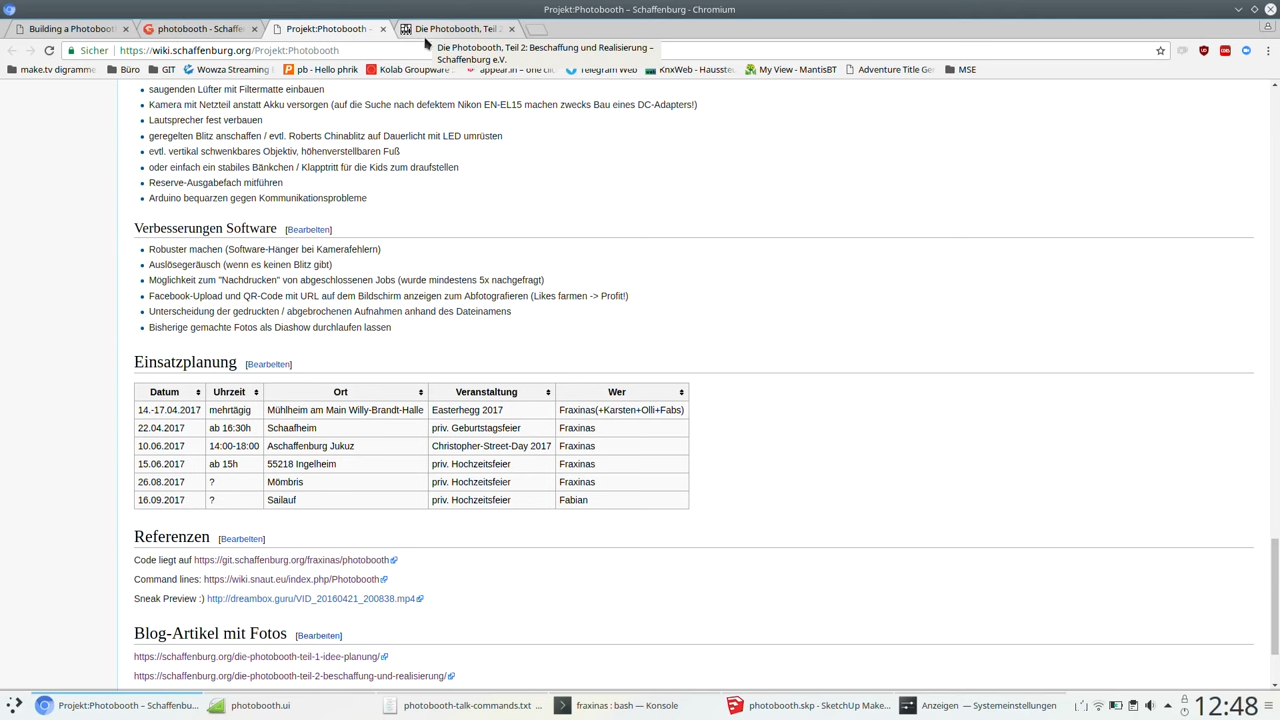 Projekt:Photobooth – Schaffenburg - Chromium
Building a Photoboot
photobooth - Schaffe
Projekt:Photobooth –
Die Photobooth, Teil 2
Sicher
https://wiki.schaffenburg.org/Projekt:Photobooth
Die Photobooth, Teil 2: Beschaffung und Realisierung –
Schaffenburg e.V.
make.tv digramme
Büro
GIT
Wowza Streaming
pb - Hello phrik
Kolab Groupware
appear.in – one clic
Telegram Web
KnxWeb - Hausstec
My View - MantisBT
Adventure Title Gen
MSE
saugenden Lüfter mit Filtermatte einbauen
Kamera mit Netzteil anstatt Akku versorgen (auf die Suche nach defektem Nikon EN-EL15 machen zwecks Bau eines DC-Adapters!)
Lautsprecher fest verbauen
geregelten Blitz anschaffen / evtl. Roberts Chinablitz auf Dauerlicht mit LED umrüsten
evtl. vertikal schwenkbares Objektiv, höhenverstellbaren Fuß
oder einfach ein stabiles Bänkchen / Klapptritt für die Kids zum draufstellen
Reserve-Ausgabefach mitführen
Arduino bequarzen gegen Kommunikationsprobleme
Verbesserungen Software [Bearbeiten]
Robuster machen (Software-Hänger bei Kamerafehlern)
Auslösegeräusch (wenn es keinen Blitz gibt)
Möglichkeit zum "Nachdrucken" von abgeschlossenen Jobs (wurde mindestens 5x nachgefragt)
Facebook-Upload und QR-Code mit URL auf dem Bildschirm anzeigen zum Abfotografieren (Likes farmen -> Profit!)
Unterscheidung der gedruckten / abgebrochenen Aufnahmen anhand des Dateinamens
Bisherige gemachte Fotos als Diashow durchlaufen lassen
Einsatzplanung [Bearbeiten]
Datum Uhrzeit Ort Veranstaltung Wer
14.-17.04.2017 mehrtägig Mühlheim am Main Willy-Brandt-Halle Easterhegg 2017 Fraxinas(+Karsten+Olli+Fabs)
22.04.2017 ab 16:30h Schaafheim priv. Geburtstagsfeier Fraxinas
10.06.2017 14:00-18:00 Aschaffenburg Jukuz Christopher-Street-Day 2017 Fraxinas
15.06.2017 ab 15h 55218 Ingelheim priv. Hochzeitsfeier Fraxinas
26.08.2017 ? Mömbris priv. Hochzeitsfeier Fraxinas
16.09.2017 ? Sailauf priv. Hochzeitsfeier Fabian
Referenzen [Bearbeiten]
Code liegt auf https://git.schaffenburg.org/fraxinas/photobooth
Command lines: https://wiki.snaut.eu/index.php/Photobooth
Sneak Preview :) http://dreambox.guru/VID_20160421_200838.mp4
Blog-Artikel mit Fotos [Bearbeiten]
https://schaffenburg.org/die-photobooth-teil-1-idee-planung/
https://schaffenburg.org/die-photobooth-teil-2-beschaffung-und-realisierung/
Projekt:Photobooth – Schaffenbu...
photobooth.ui
photobooth-talk-commands.txt ...
fraxinas : bash — Konsole
photobooth.skp - SketchUp Make...
Anzeigen — Systemeinstellungen
12:48